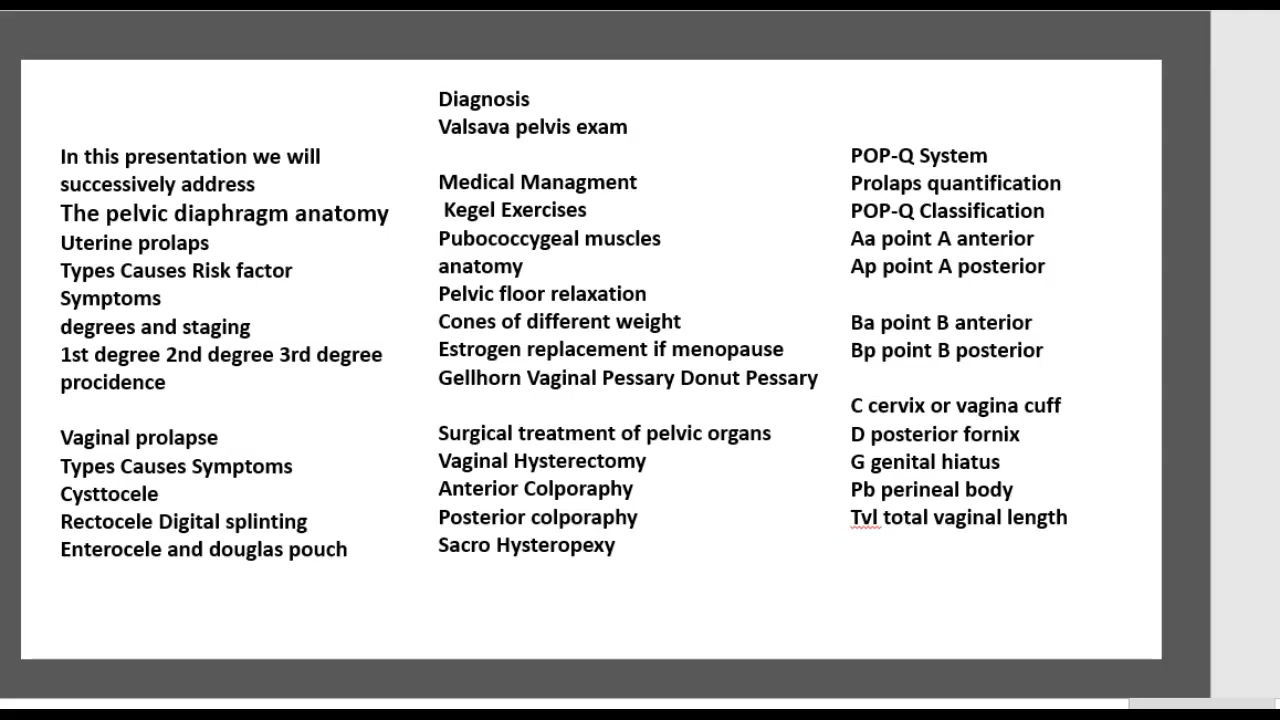 In this presentation we will
successively address
The pelvic diaphragm anatomy
Uterine prolaps
Types Causes Risk factor
Symptoms
degrees and staging
1st degree 2nd degree 3rd degree
procidence
Vaginal prolapse
Types Causes Symptoms
Cysttocele
Rectocele Digital splinting
Enterocele and douglas pouch
Diagnosis
Valsava pelvis exam
Medical Managment
Kegel Exercises
Pubococcygeal muscles
anatomy
Pelvic floor relaxation
Cones of different weight
Estrogen replacement if menopause
Gellhorn Vaginal Pessary Donut Pessary
Surgical treatment of pelvic organs
Vaginal Hysterectomy
Anterior Colporaphy
Posterior colporaphy
Sacro Hysteropexy
POP-Q System
Prolaps quantification
POP-Q Classification
Aa point A anterior
Ap point A posterior
Ba point B anterior
Bp point B posterior
C cervix or vagina cuff
D posterior fornix
G genital hiatus
Pb perineal body
Tvl total vaginal length